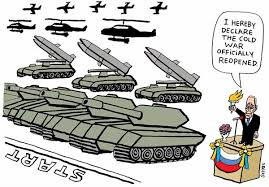 I HEREBY
DECLARE
THE COLD
WAR
OFFICIALLY
REOPENED.
START